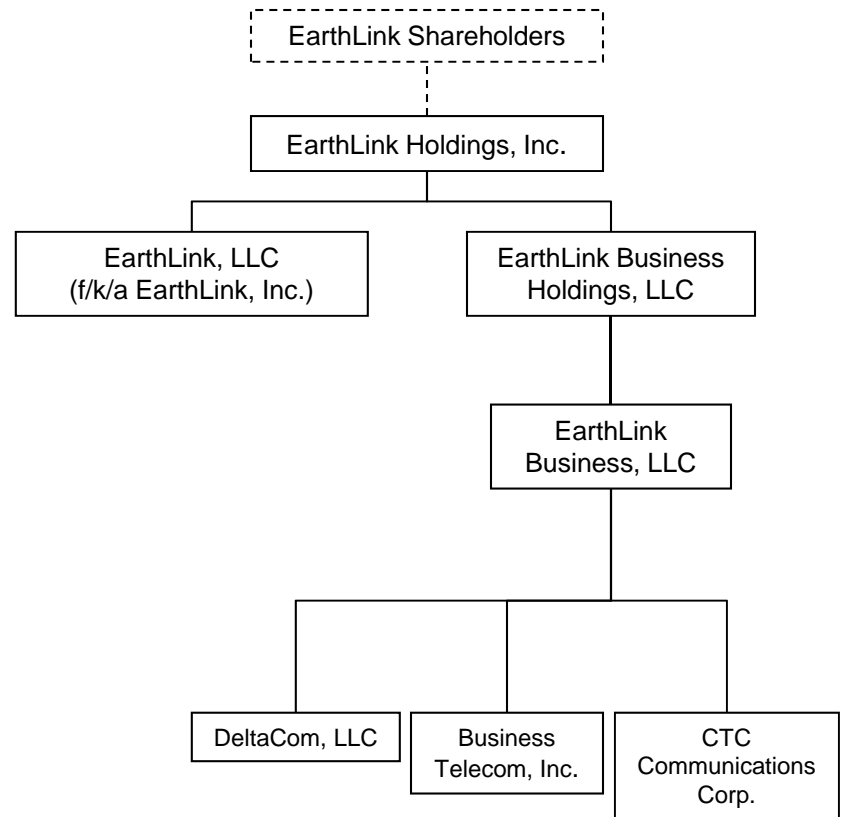 EarthLink Shareholders
EarthLink Holdings, Inc.
EarthLink, LLC
(f/k/a EarthLink, Inc.)
EarthLink Business
Holdings, LLC
EarthLink
Business, LLC
DeltaCom, LLC
Business
Telecom, Inc.
CTC
Communications
Corp.